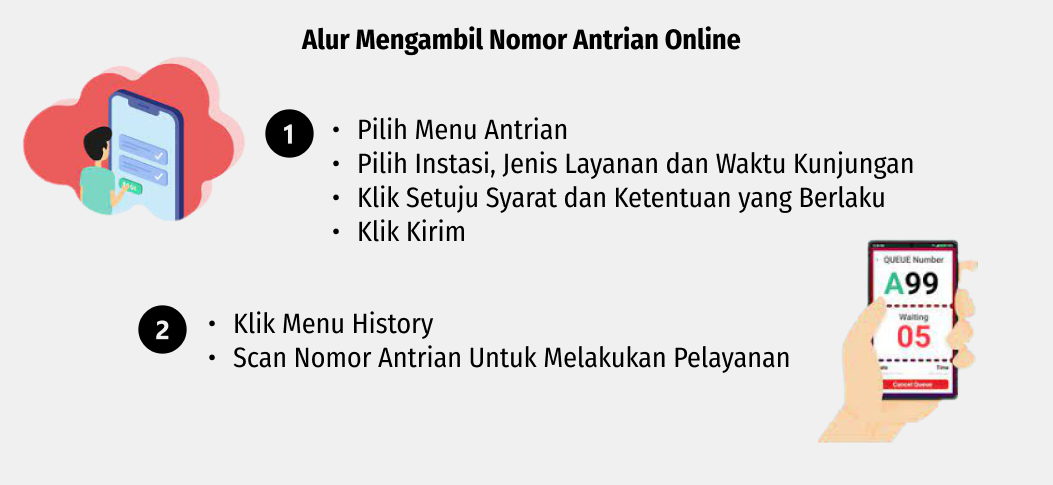 Alur Mengambil Nomor Antrian Online
1
• Pilih Menu Antrian
• Pilih Instasi, Jenis Layanan dan Waktu Kunjungan
• Klik Setuju Syarat dan Ketentuan yang Berlaku
• Klik Kirim
2
• Klik Menu History
• Scan Nomor Antrian Untuk Melakukan Pelayanan
QUEUE Number
A99
Waiting
05
Time
Cancel Queue